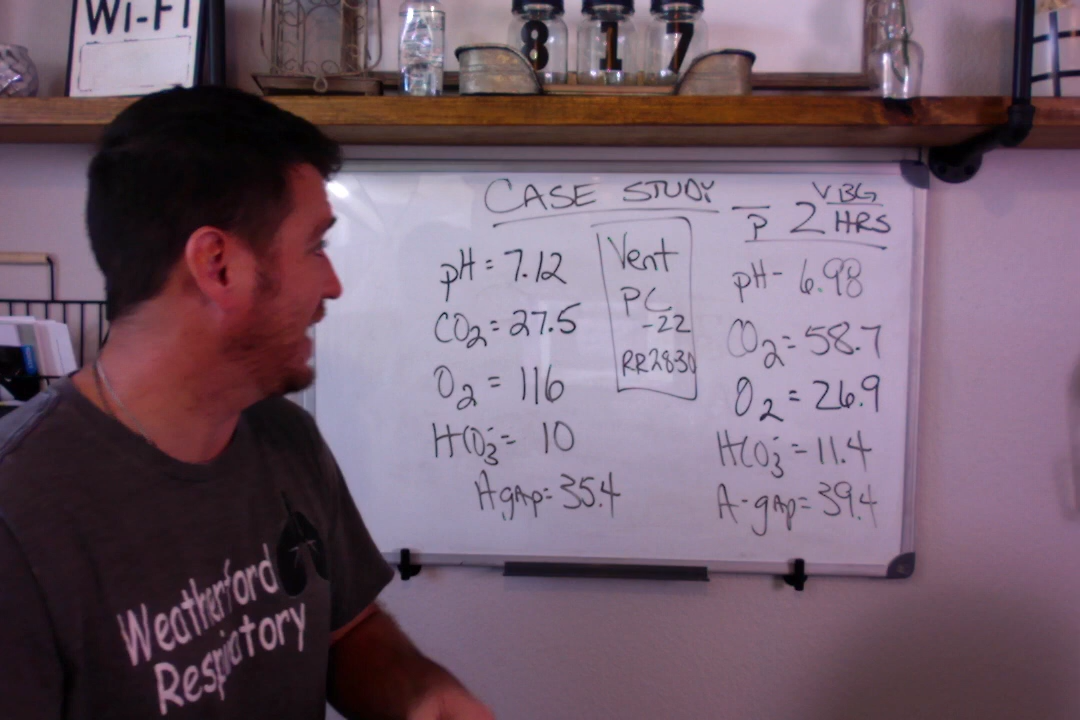 Wi-Fi
8 1 7
CASE STUDY
pH = 7.12
CO2 = 27.5
O2 = 116
HCO3- = 10
Agap = 35.4
Vent
PC
-22
RR 28-30
VBG
p̄ 2 HRS
pH- 6.98
CO2 = 58.7
O2 = 26.9
HCO3- = 11.4
A-gap = 39.4
Weatherford
Respiratory